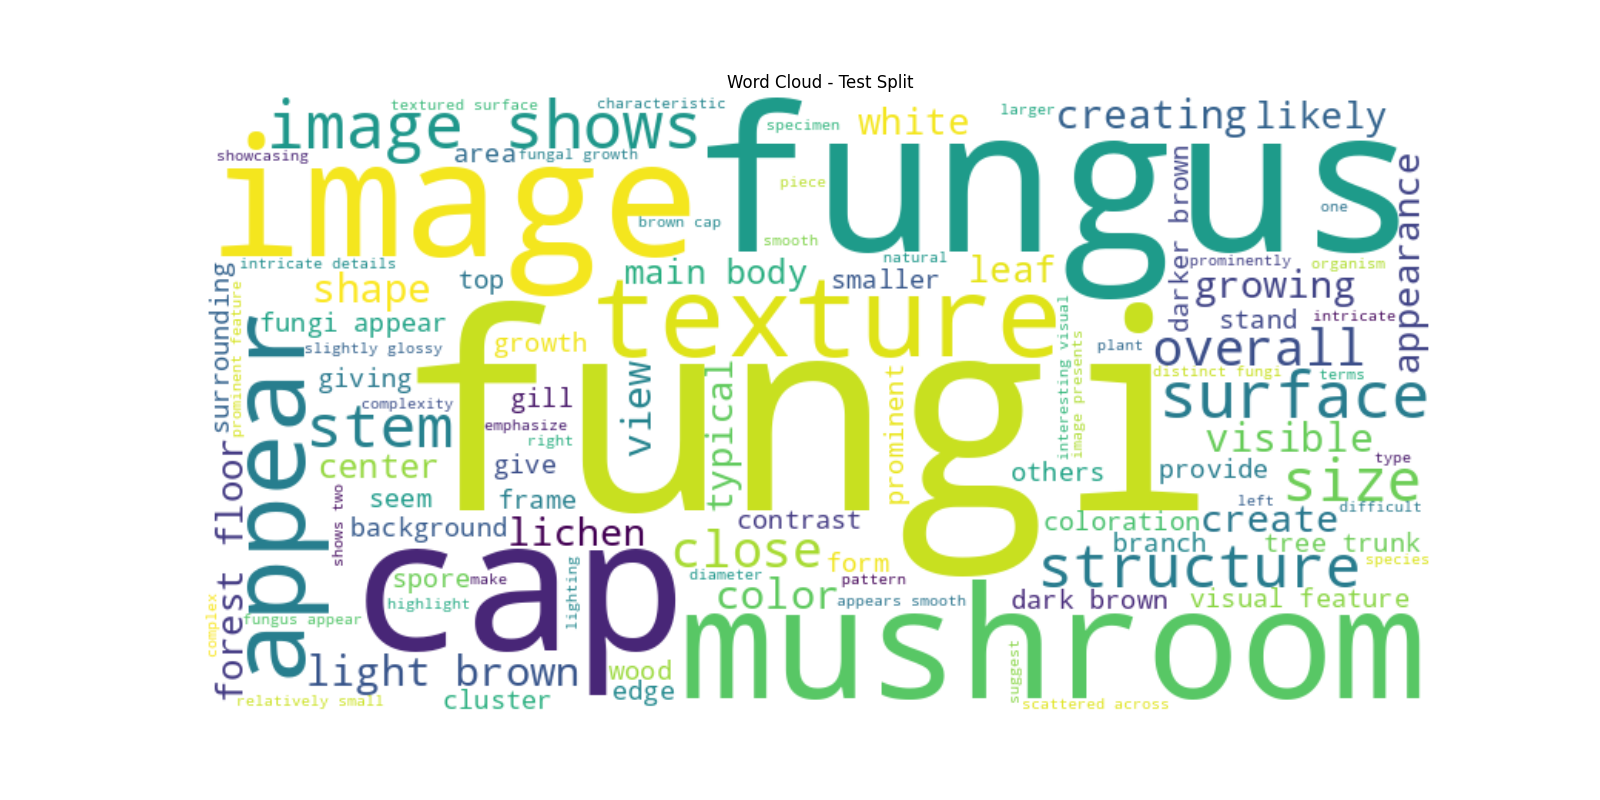 Word Cloud - Test Split
textured surface
characteristic
image shows
specimen
white
larger
creating
likely
showcasing
area
fungal growth
image
fungus
piece
brown cap
smooth
darker brown
one
appearance
intricate details
top
shape
main body
natural
smaller
leaf
prominently
organism
growing
surrounding
prominent feature
fungi appear
texture
slightly glossy
growth
interesting visual
image presents
plant
stand
intricate
overall
appear
giving
complexity
gill
view
fungi
typical
prominent
distinct fungi
terms
surface
stem
emphasize
right
visible
center
give
others
provide
type
size
seem
frame
left
difficult
forest floor
shows two
background
lichen
contrast
coloration
create
close
form
branch
tree trunk
structure
species
spore
make
cap
lighting
diameter
pattern
highlight
color
appears smooth
dark brown
visual feature
complex
fungus appear
mushroom
light brown
wood
edge
suggest
relatively small
cluster
scattered across